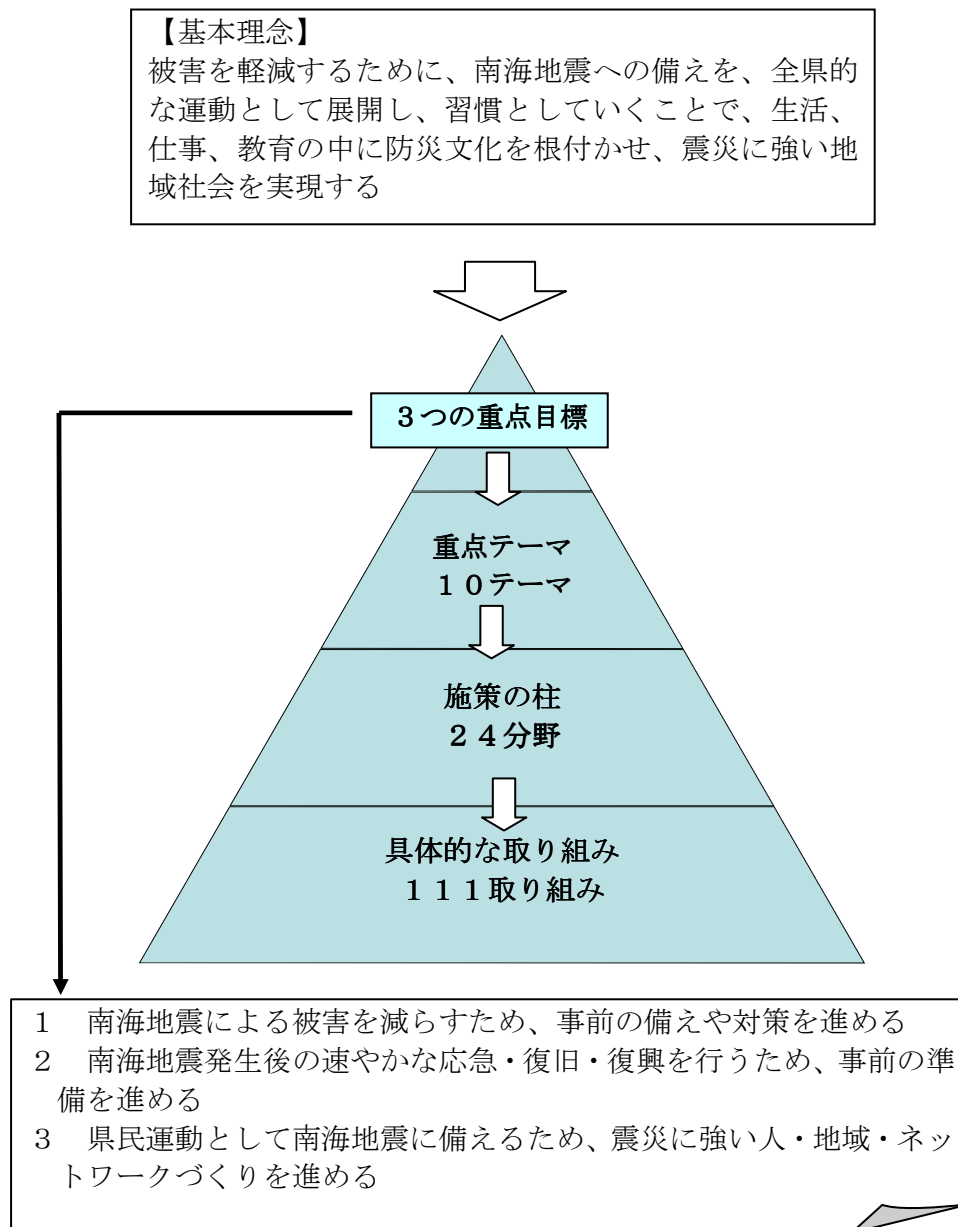 【基本理念】
被害を軽減するために、南海地震への備えを、全県的
な運動として展開し、習慣としていくことで、生活、
仕事、教育の中に防災文化を根付かせ、震災に強い地
域社会を実現する
３つの重点目標
重点テーマ
１０テーマ
施策の柱
２４分野
具体的な取り組み
１１１取り組み
１　南海地震による被害を減らすため、事前の備えや対策を進める
２　南海地震発生後の速やかな応急・復旧・復興を行うため、事前の準
備を進める
３　県民運動として南海地震に備えるため、震災に強い人・地域・ネッ
トワークづくりを進める